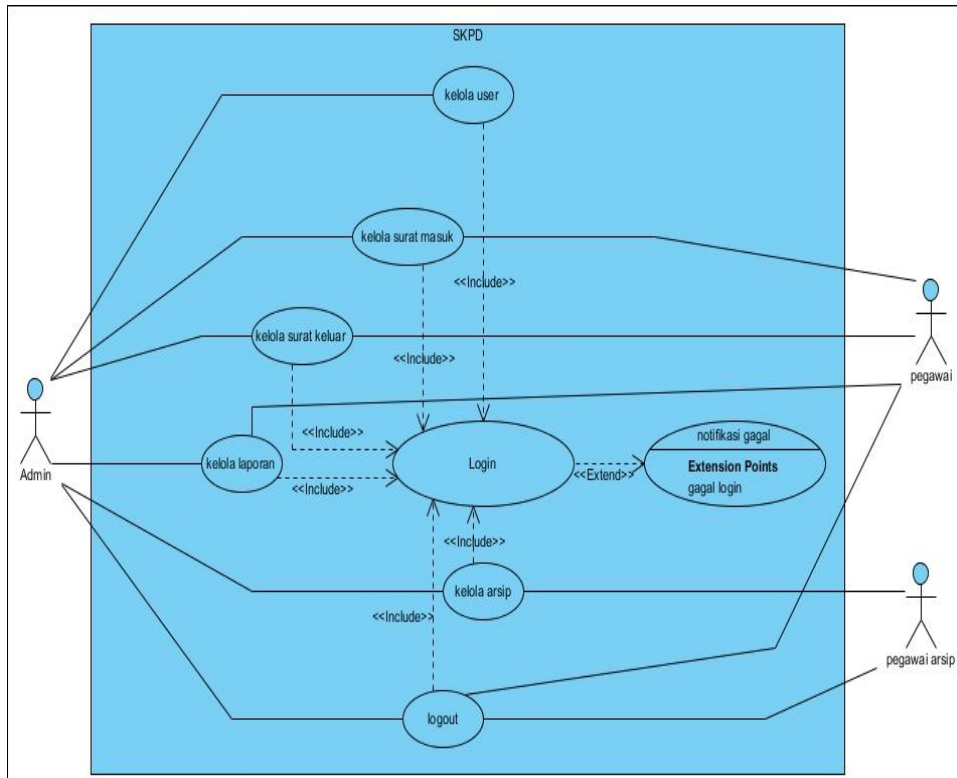 SKPD
kelola user
kelola surat masuk
<<Include>>
kelola surat keluar
<<Include>>
pegawai
notifikasi gagal
<<Include>>
Login
Extension Points
Admin
kelola laporan
<<Extend>>
gagal login
<<Include>>
<<Include>>
kelola arsip
<<Include>>
pegawai arsip
logout